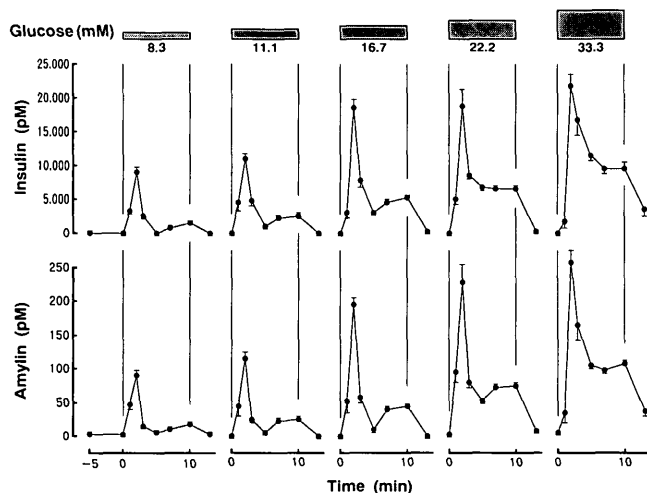 Glucose (mM)
8.3 11.1 16.7 22.2 33.3
Insulin (pM)
25.000
20.000
15.000
10.000
5.000
0
Amylin (pM)
250
200
150
100
50
0
-5 0 10 0 10 0 10 0 10 0 10
Time (min)